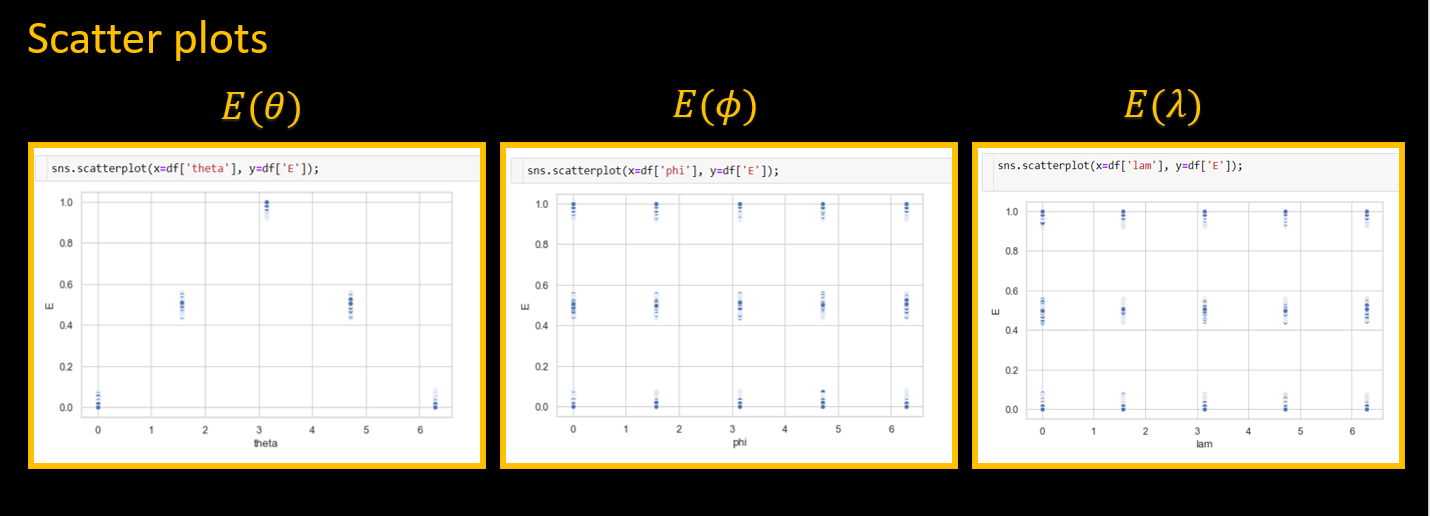 Scatter plots
E(θ)
E(ϕ)
E(λ)
sns.scatterplot(x=df['theta'], y=df['E']);
1.0
0.8
0.6
0.4
0.2
0.0
E
0 1 2 3 4 5 6
theta
sns.scatterplot(x=df['phi'], y=df['E']);
1.0
0.8
0.6
0.4
0.2
0.0
E
0 1 2 3 4 5 6
phi
sns.scatterplot(x=df['lam'], y=df['E']);
1.0
0.8
0.6
0.4
0.2
0.0
E
0 1 2 3 4 5 6
lam